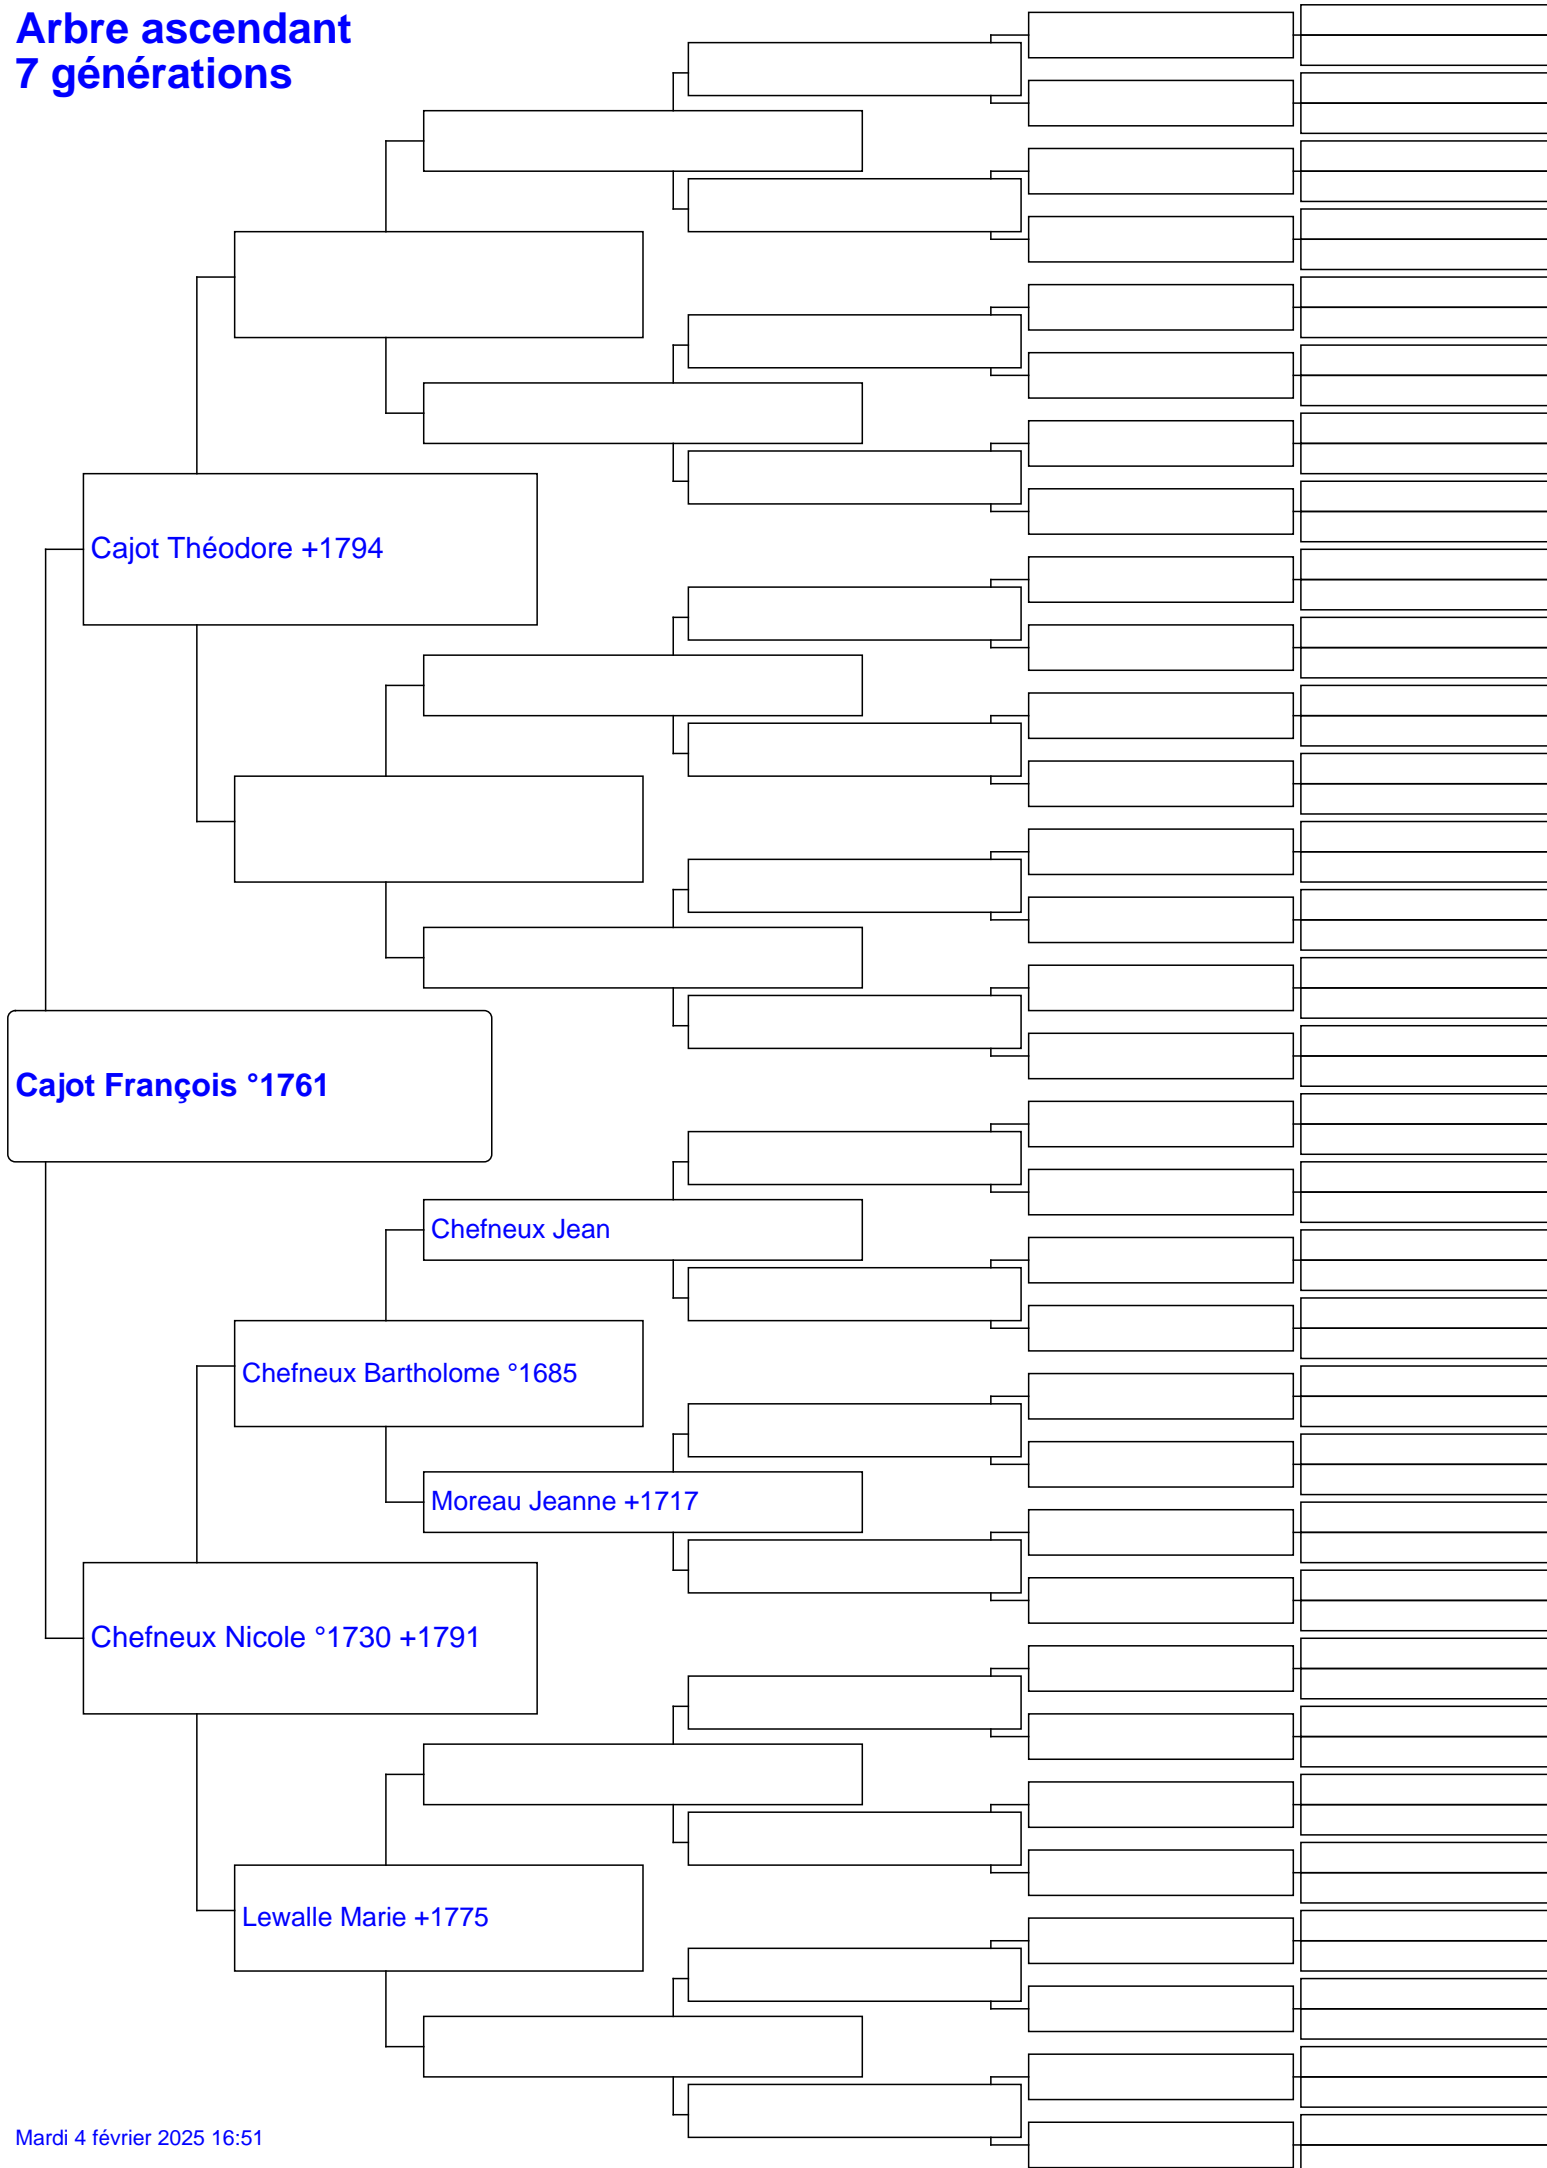 Arbre ascendant
7 générations
Cajot Théodore +1794
Cajot François °1761
Chefneux Jean
Chefneux Bartholome °1685
Moreau Jeanne +1717
Chefneux Nicole °1730 +1791
Lewalle Marie +1775
Mardi 4 février 2025 16:51